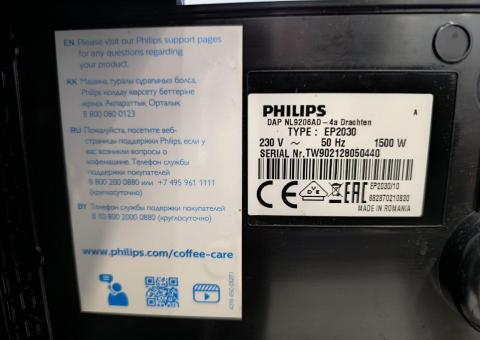 EN Please visit our Philips support pages
for any questions regarding
your product.
KK Машина туралы сұрағыңыз болса,
Philips қолдау көрсету беттеріне
кіріңіз. Ақпараттық Орталық
8 800 080 0123
RU Пожалуйста, посетите веб-
страницы поддержки Philips, если у
вас возникли вопросы о
кофемашине. Телефон службы
поддержки
8 800 200 0880 или +7 495 961 1111
(круглосуточно)
BY Телефон службы поддержки
8 10 800 2000 0880 (круглосуточно)
www.philips.com/coffee-care
PHILIPS
A
DAP NL9206AD-4a Drachten
TYPE: EP2030
230 V ~ 50 Hz 1500 W
SERIAL Nr.TW902128050440
CE
EAC
EP2030/10
882870210830
MADE IN ROMANIA